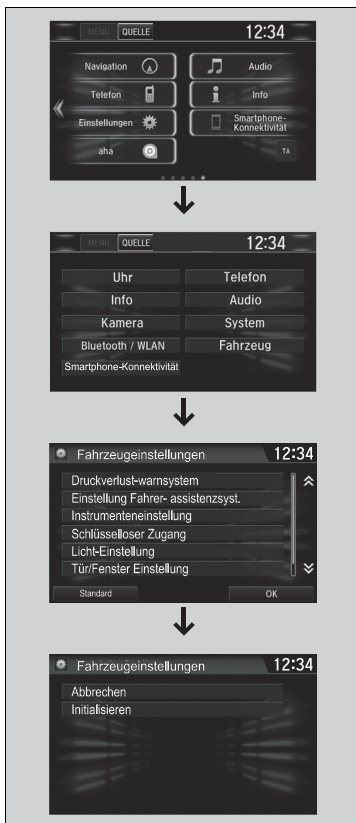 MENU QUELLE 12:34
Navigation Audio
Telefon Info
Einstellungen Smartphone-
Konnektivität
aha TA
MENU QUELLE 12:34
Uhr Telefon
Info Audio
Kamera System
Bluetooth / WLAN Fahrzeug
Smartphone-Konnektivität
Fahrzeugeinstellungen 12:34
Druckverlust-warnsystem
Einstellung Fahrer- assistenzsyst.
Instrumenteneinstellung
Schlüsselloser Zugang
Licht-Einstellung
Tür/Fenster Einstellung
Standard OK
Fahrzeugeinstellungen 12:34
Abbrechen
Initialisieren